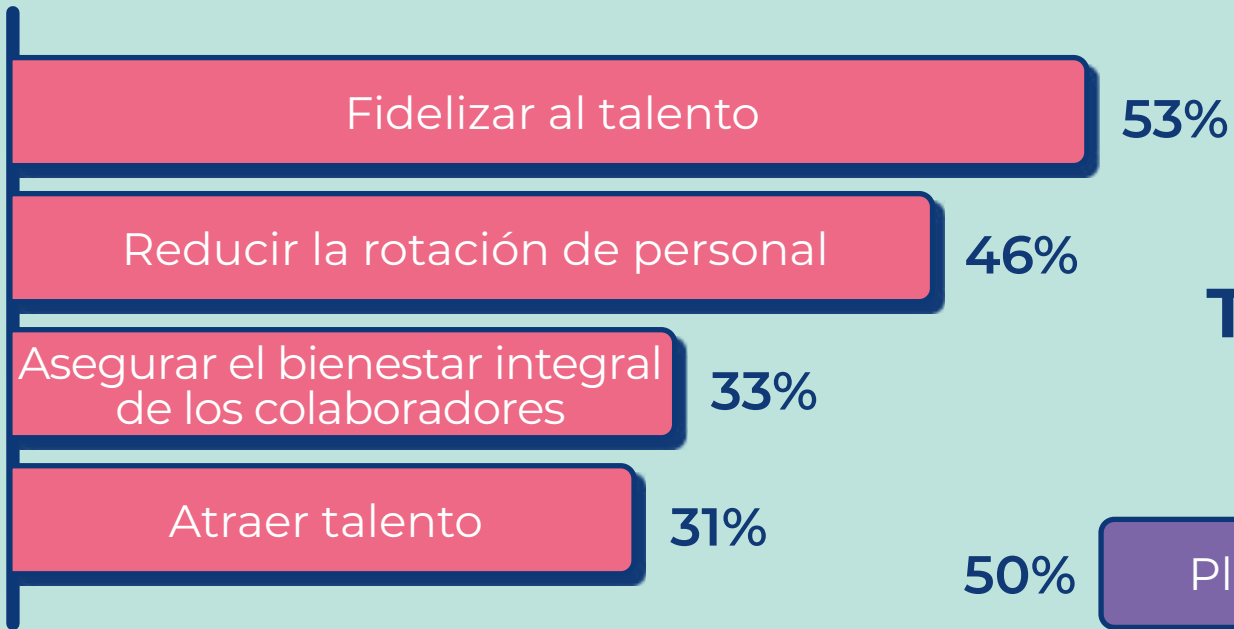 Fidelizar al talento
53%
Reducir la rotación de personal
46%
Asegurar el bienestar integral
de los colaboradores
33%
Atraer talento
31%
50%